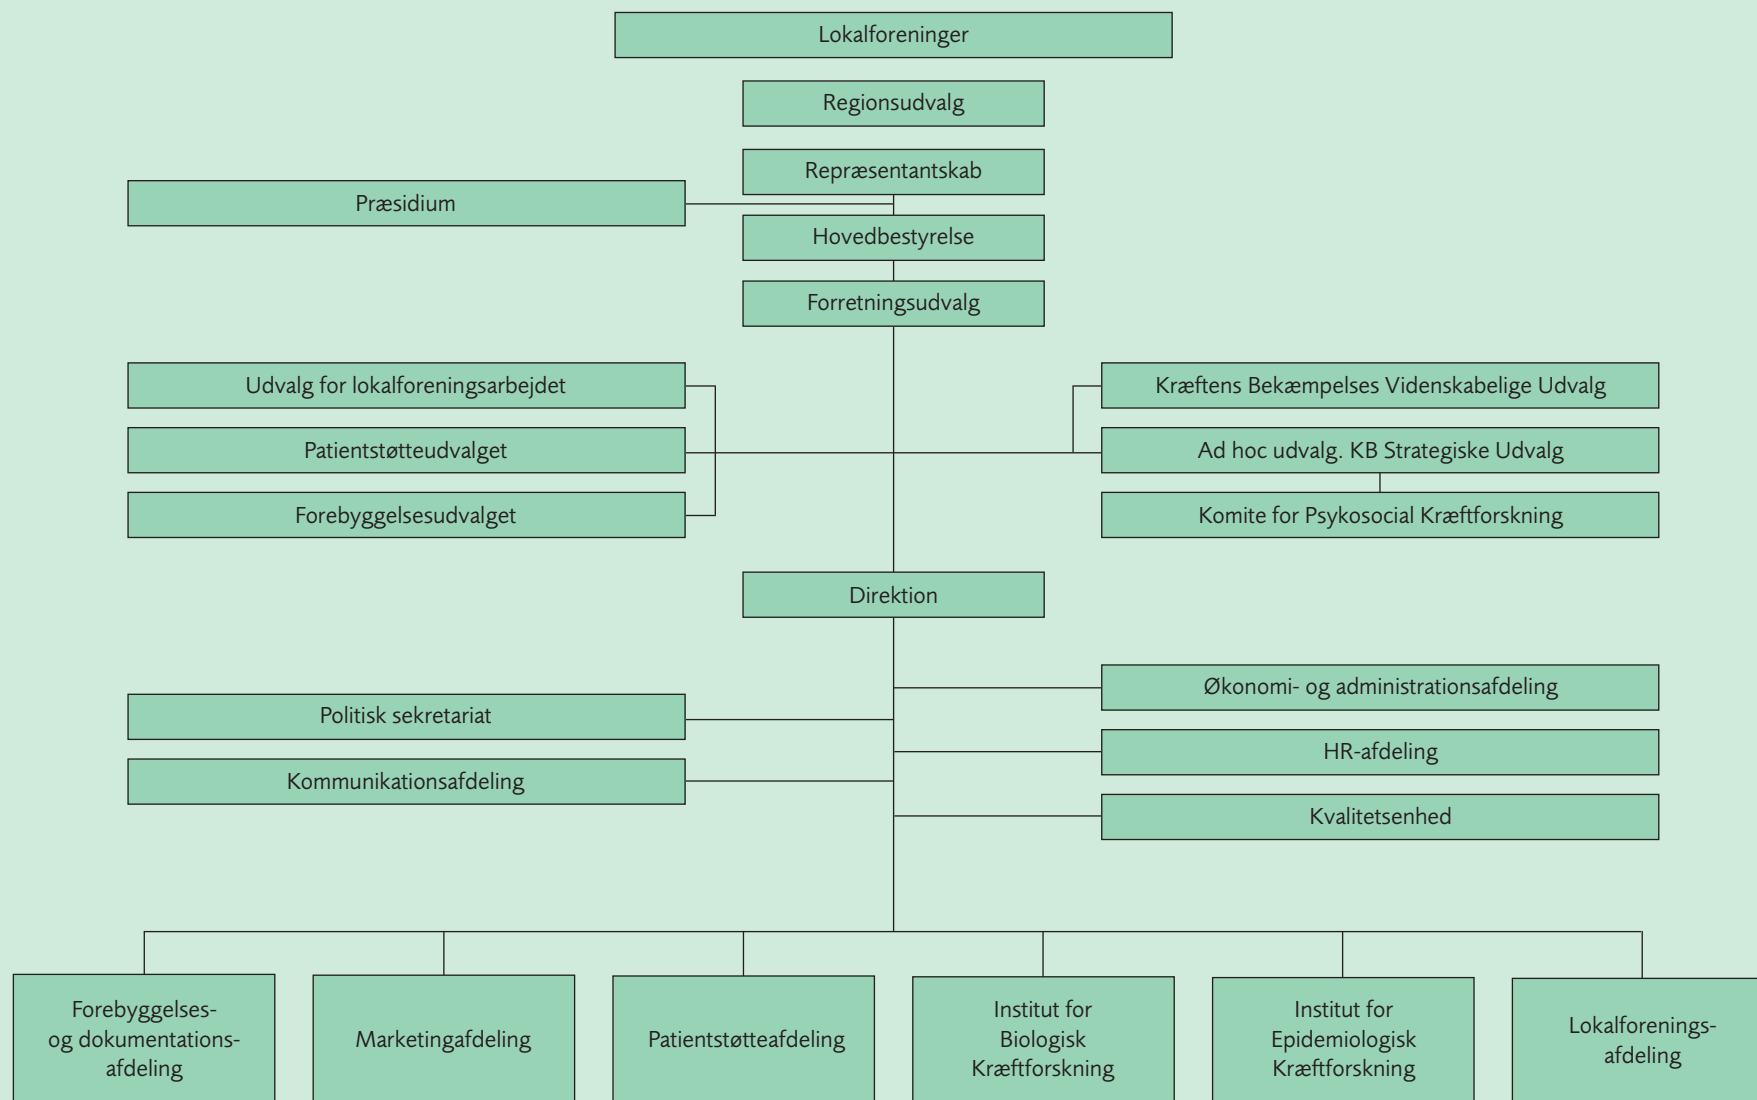 Lokalforeninger
Regionsudvalg
Repræsentantskab
Præsidium
Hovedbestyrelse
Forretningsudvalg
Udvalg for lokalforeningsarbejdet
Patientstøtteudvalget
Forebyggelsesudvalget
Kræftens Bekæmpelses Videnskabelige Udvalg
Ad hoc udvalg. KB Strategiske Udvalg
Komite for Psykosocial Kræftforskning
Direktion
Politisk sekretariat
Kommunikationsafdeling
Økonomi- og administrationsafdeling
HR-afdeling
Kvalitetsenhed
Forebyggelses-
og dokumentations-
afdeling
Marketingafdeling
Patientstøtteafdeling
Institut for
Biologisk
Kræftforskning
Institut for
Epidemiologisk
Kræftforskning
Lokalforenings-
afdeling